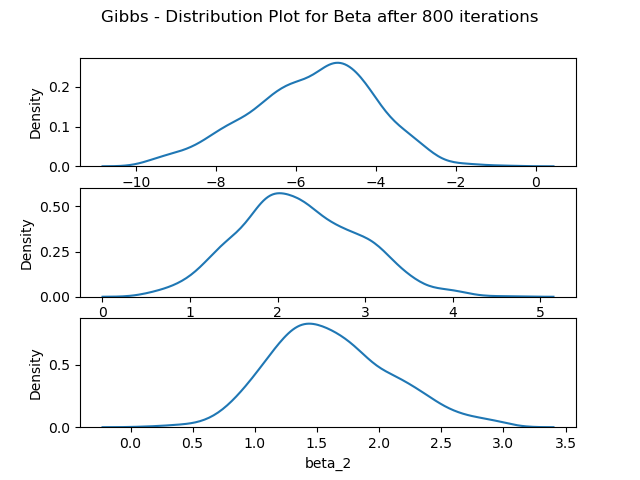 Gibbs - Distribution Plot for Beta after 800 iterations
Density
0.2
0.1
0.0
−10 −8 −6 −4 −2 0
Density
0.50
0.25
0.00
0 1 2 3 4 5
Density
0.5
0.0
0.0 0.5 1.0 1.5 2.0 2.5 3.0 3.5
beta_2